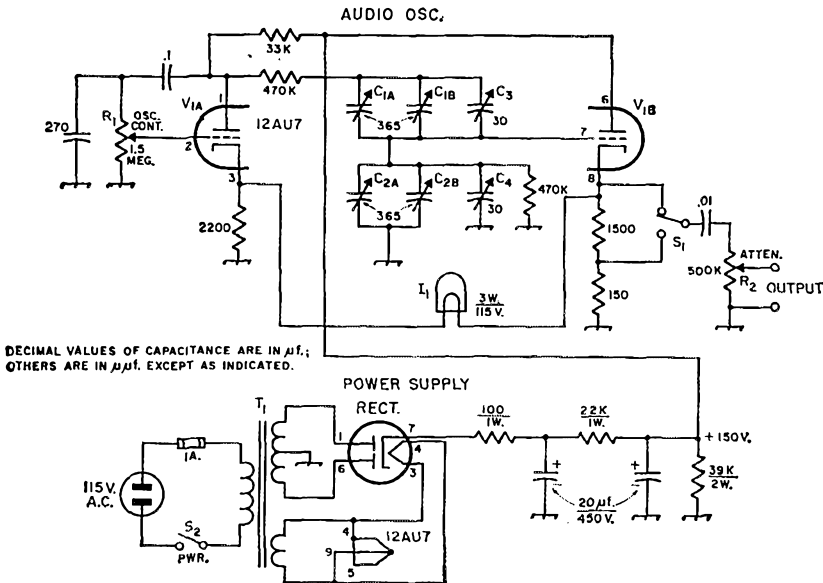 AUDIO OSC.
33K
.1
470K
V1A
1
R1
OSC.
CONT.
2
1.5
MEG.
270
12AU7
3
2200
C1A
C1B
C3
365
30
C2A
C2B
C4
365
30
470K
6
V1B
7
8
1500
150
S1
.01
ATTEN.
500K
R2
OUTPUT
I1
3W.
115V.
DECIMAL VALUES OF CAPACITANCE ARE IN µf.;
OTHERS ARE IN µµf. EXCEPT AS INDICATED.
POWER SUPPLY
T1
RECT.
1A.
115V.
A.C.
S2
PWR.
1
6
7
4
3
4
9
5
12AU7
100
1W.
22K
1W.
+150V.
+
+
20µf.
450V.
39K
2W.